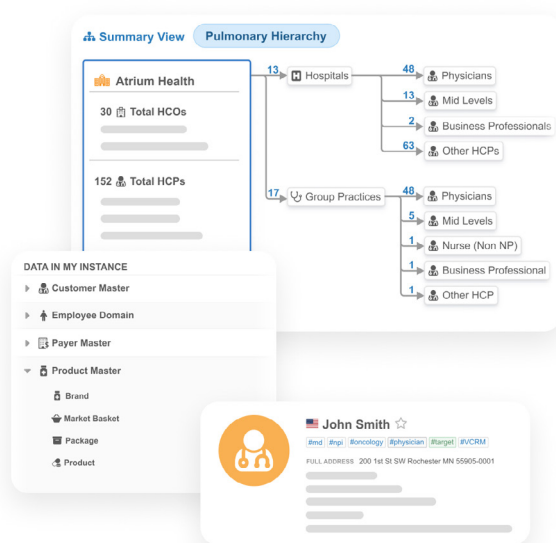 Summary View
Pulmonary Hierarchy
Atrium Health
30 Total HCOs
152 Total HCPs
13 H Hospitals
48 Physicians
13 Mid Levels
2 Business Professionals
63 Other HCPs
17 Group Practices
48 Physicians
5 Mid Levels
1 Nurse (Non NP)
1 Business Professional
1 Other HCP
DATA IN MY INSTANCE
Customer Master
Employee Domain
Payer Master
Product Master
Brand
Market Basket
Package
Product
John Smith
#md #npi #oncology #physician #target #VCRM
FULL ADDRESS 200 1st St SW Rochester MN 55905-0001